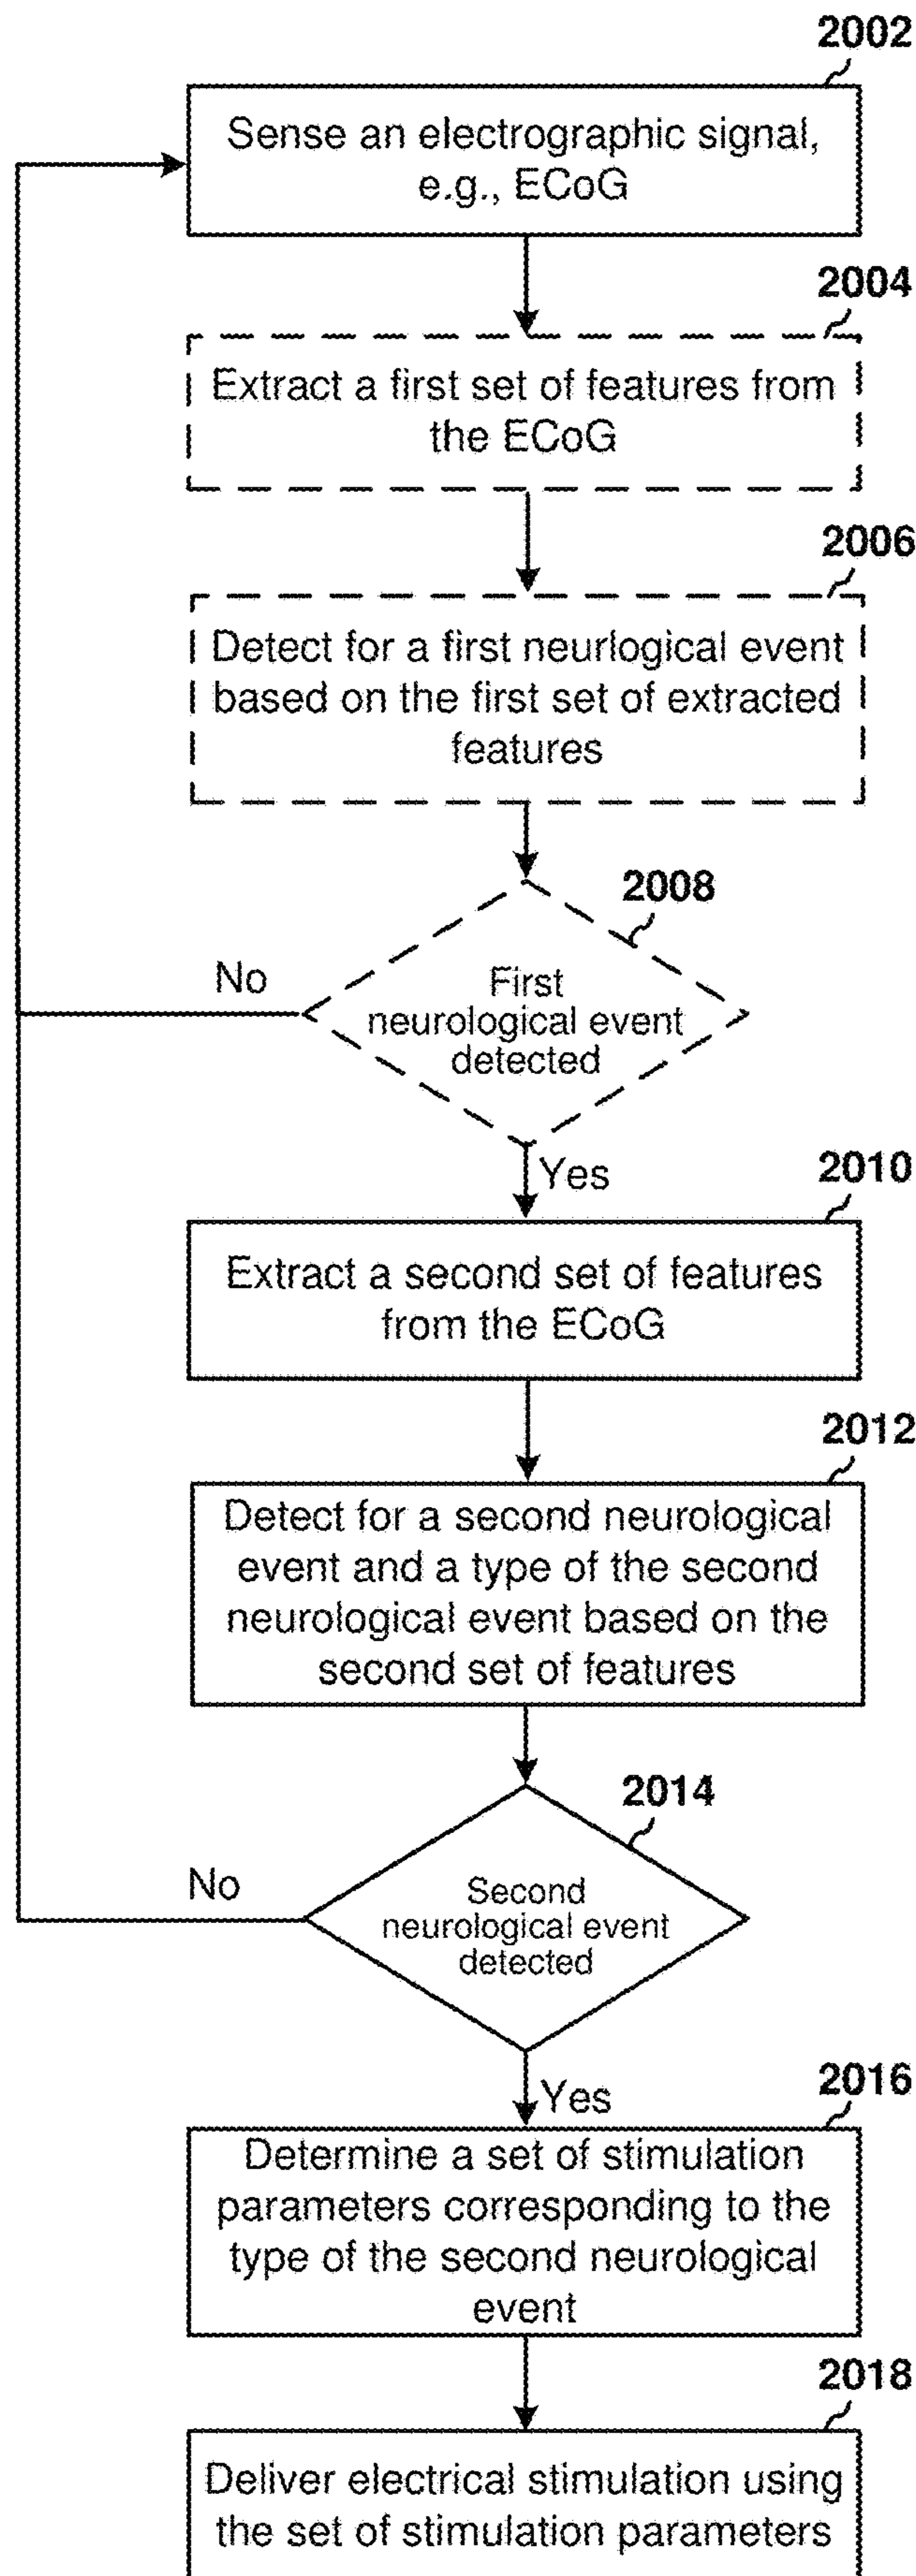 2002
Sense an electrographic signal,
e.g., ECoG
2004
Extract a first set of features from
the ECoG
2006
Detect for a first neurlogical event
based on the first set of extracted
features
2008
First
neurological event
detected
No
Yes
2010
Extract a second set of features
from the ECoG
2012
Detect for a second neurological
event and a type of the second
neurological event based on the
second set of features
2014
Second
neurological event
detected
No
Yes
2016
Determine a set of stimulation
parameters corresponding to the
type of the second neurological
event
2018
Deliver electrical stimulation using
the set of stimulation parameters